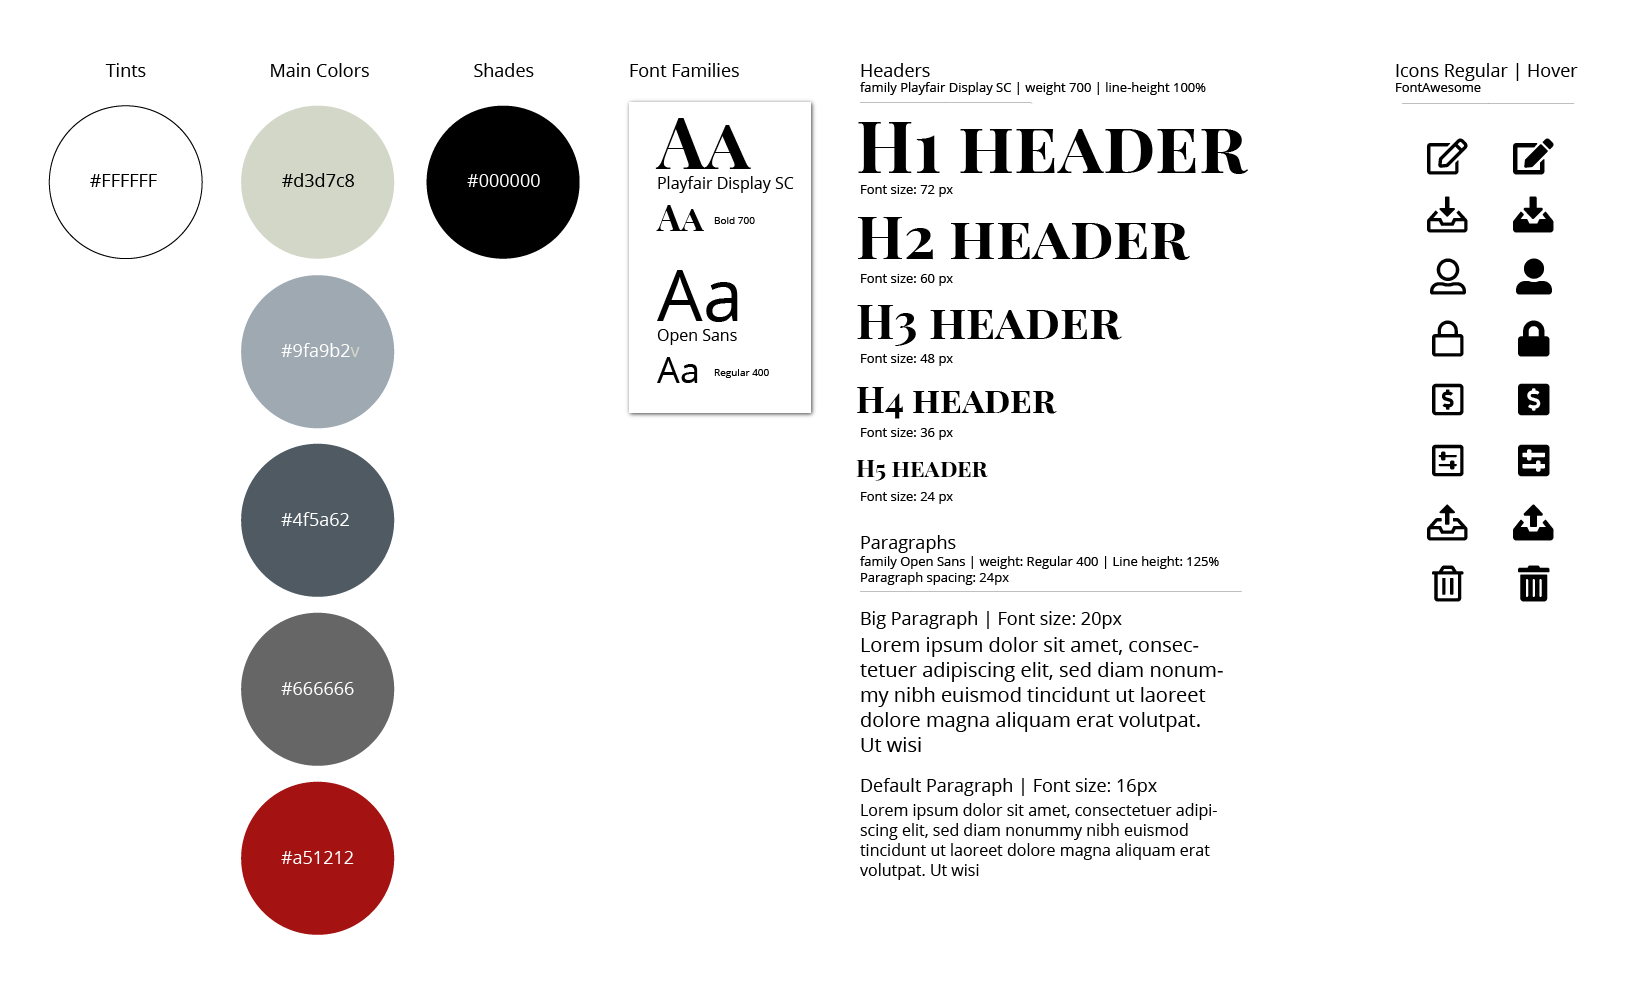 Tints
#FFFFFF
Main Colors
#d3d7c8
#9fa9b2v
#4f5a62
#666666
#a51212
Shades
#000000
Font Families
Aa
Playfair Display SC
Aa Bold 700
Aa
Open Sans
Aa Regular 400
Headers
family Playfair Display SC | weight 700 | line-height 100%
H1 HEADER
Font size: 72 px
H2 HEADER
Font size: 60 px
H3 HEADER
Font size: 48 px
H4 HEADER
Font size: 36 px
H5 HEADER
Font size: 24 px
Paragraphs
family Open Sans | weight: Regular 400 | Line height: 125%
Paragraph spacing: 24px
Big Paragraph | Font size: 20px
Lorem ipsum dolor sit amet, consec-
tetuer adipiscing elit, sed diam nonum-
my nibh euismod tincidunt ut laoreet
dolore magna aliquam erat volutpat.
Ut wisi
Default Paragraph | Font size: 16px
Lorem ipsum dolor sit amet, consectetuer adipi-
scing elit, sed diam nonummy nibh euismod
tincidunt ut laoreet dolore magna aliquam erat
volutpat. Ut wisi
Icons Regular | Hover
FontAwesome
$ $